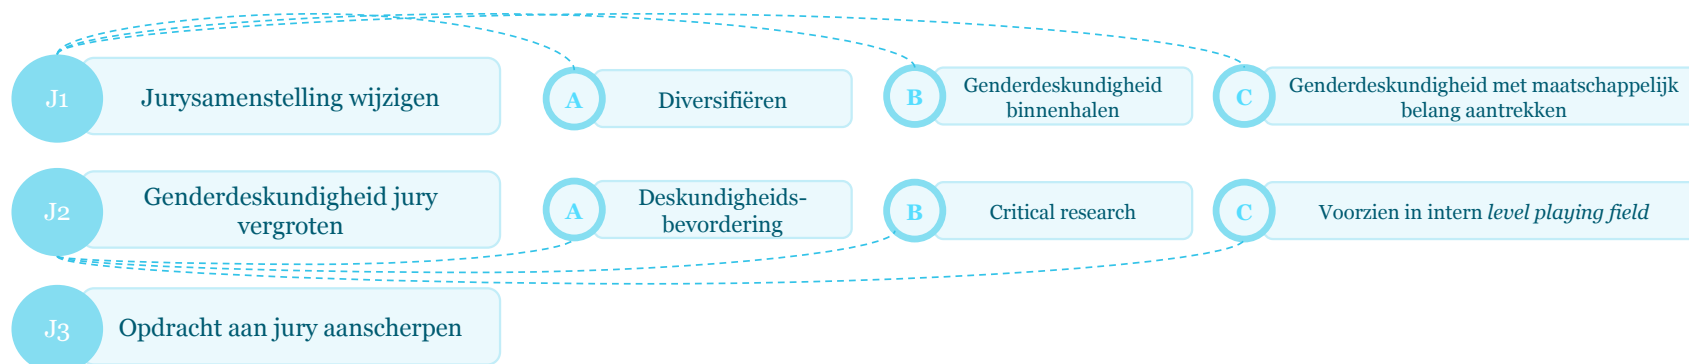 J1
Jurysamenstelling wijzigen
A
Diversifiëren
B
Genderdeskundigheid
binnenhalen
C
Genderdeskundigheid met maatschappelijk
belang aantrekken
J2
Genderdeskundigheid jury
vergroten
A
Deskundigheids-
bevordering
B
Critical research
C
Voorzien in intern level playing field
J3
Opdracht aan jury aanscherpen